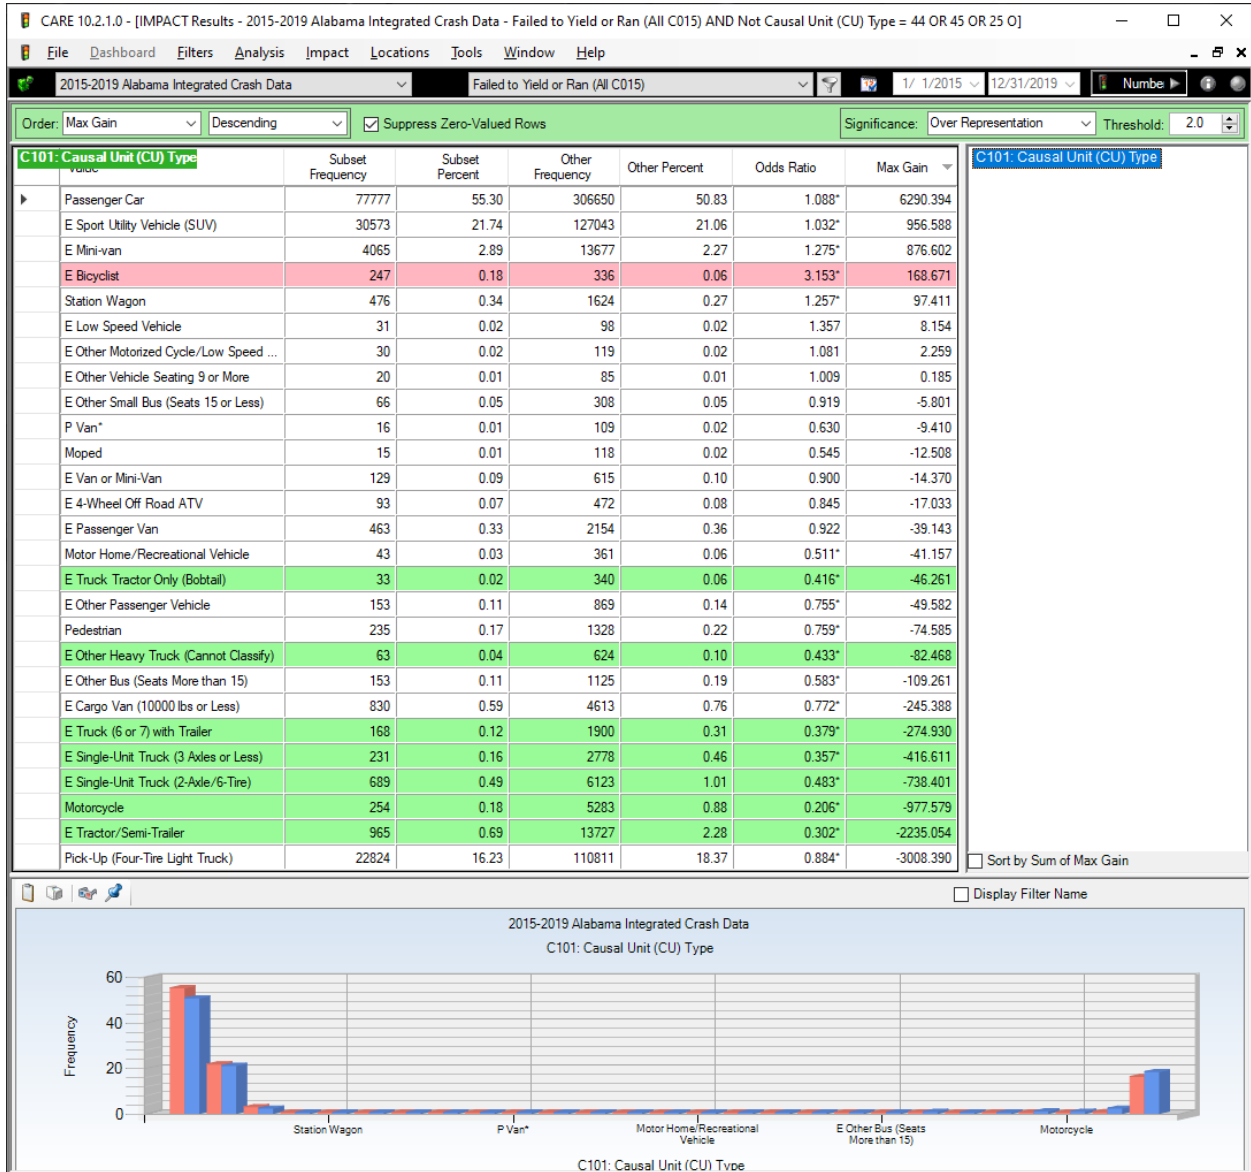 CARE 10.2.1.0 - [IMPACT Results - 2015-2019 Alabama Integrated Crash Data - Failed to Yield or Ran (All C015) AND Not Causal Unit (CU) Type = 44 OR 45 OR 25 O]
File Dashboard Filters Analysis Impact Locations Tools Window Help
2015-2019 Alabama Integrated Crash Data Failed to Yield or Ran (All C015) 1/ 1/2015 12/31/2019 Numbe
Order: Max Gain Descending Suppress Zero-Valued Rows Significance: Over Representation Threshold: 2.0
C101: Causal Unit (CU) Type Subset Frequency Subset Percent Other Frequency Other Percent Odds Ratio Max Gain C101: Causal Unit (CU) Type
Passenger Car 77777 55.30 306650 50.83 1.088* 6290.394
E Sport Utility Vehicle (SUV) 30573 21.74 127043 21.06 1.032* 956.588
E Mini-van 4065 2.89 13677 2.27 1.275* 876.602
E Bicyclist 247 0.18 336 0.06 3.153* 168.671
Station Wagon 476 0.34 1624 0.27 1.257* 97.411
E Low Speed Vehicle 31 0.02 98 0.02 1.357 8.154
E Other Motorized Cycle/Low Speed ... 30 0.02 119 0.02 1.081 2.259
E Other Vehicle Seating 9 or More 20 0.01 85 0.01 1.009 0.185
E Other Small Bus (Seats 15 or Less) 66 0.05 308 0.05 0.919 -5.801
P Van* 16 0.01 109 0.02 0.630 -9.410
Moped 15 0.01 118 0.02 0.545 -12.508
E Van or Mini-Van 129 0.09 615 0.10 0.900 -14.370
E 4-Wheel Off Road ATV 93 0.07 472 0.08 0.845 -17.033
E Passenger Van 463 0.33 2154 0.36 0.922 -39.143
Motor Home/Recreational Vehicle 43 0.03 361 0.06 0.511* -41.157
E Truck Tractor Only (Bobtail) 33 0.02 340 0.06 0.416* -46.261
E Other Passenger Vehicle 153 0.11 869 0.14 0.755* -49.582
Pedestrian 235 0.17 1328 0.22 0.759* -74.585
E Other Heavy Truck (Cannot Classify) 63 0.04 624 0.10 0.433* -82.468
E Other Bus (Seats More than 15) 153 0.11 1125 0.19 0.583* -109.261
E Cargo Van (10000 lbs or Less) 830 0.59 4613 0.76 0.772* -245.388
E Truck (6 or 7) with Trailer 168 0.12 1900 0.31 0.379* -274.930
E Single-Unit Truck (3 Axles or Less) 231 0.16 2778 0.46 0.357* -416.611
E Single-Unit Truck (2-Axle/6-Tire) 689 0.49 6123 1.01 0.483* -738.401
Motorcycle 254 0.18 5283 0.88 0.206* -977.579
E Tractor/Semi-Trailer 965 0.69 13727 2.28 0.302* -2235.054
Pick-Up (Four-Tire Light Truck) 22824 16.23 110811 18.37 0.884* -3008.390
Sort by Sum of Max Gain
Display Filter Name
2015-2019 Alabama Integrated Crash Data
C101: Causal Unit (CU) Type
Frequency
60
40
20
0
Station Wagon P Van* Motor Home/Recreational Vehicle E Other Bus (Seats More than 15) Motorcycle
C101: Causal Unit (CU) Type